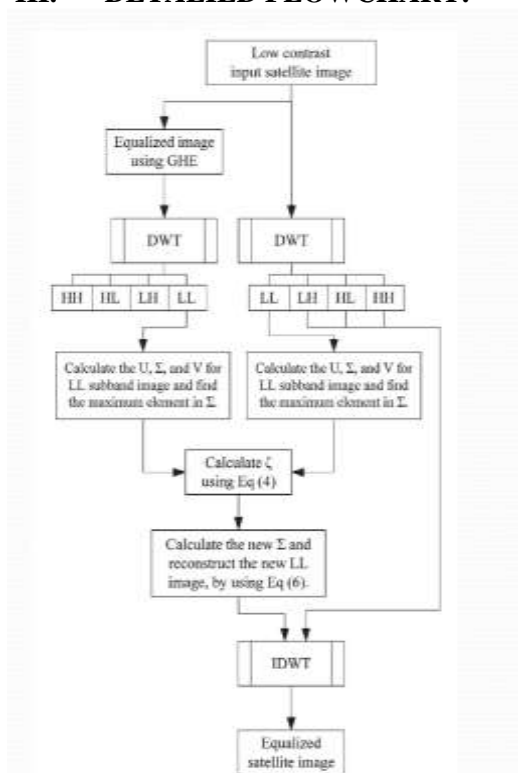 III. DETAILED FLOWCHART:
Low contrast
input satellite image
Equalized image
using GHE
DWT
DWT
HH HL LH LL
LL LH HL HH
Calculate the U, Σ, and V for
LL subband image and find
the maximum element in Σ.
Calculate the U, Σ, and V for
LL subband image and find
the maximum element in Σ.
Calculate ζ
using Eq (4)
Calculate the new Σ and
reconstruct the new LL
image, by using Eq (6).
IDWT
Equalized
satellite image